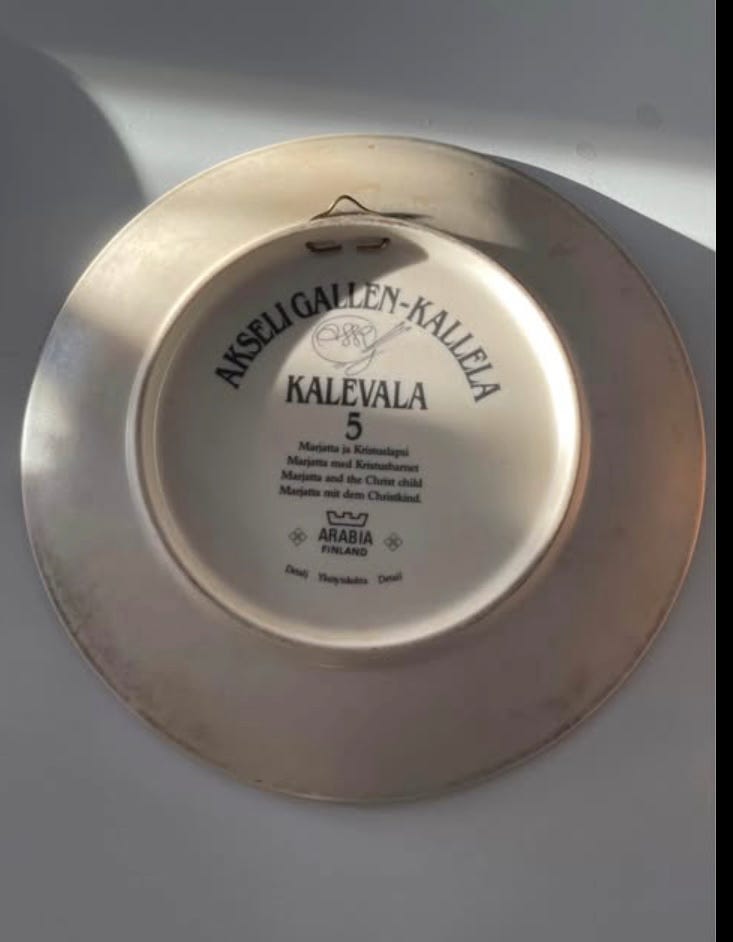 AKSELI GALLEN-KALLELA
KALEVALA
5
Marjatta ja Kristuslapsi
Marjatta med Kristusbarnet
Marjatta and the Christ child
Marjatta mit dem Christkind.
ARABIA
FINLAND
Detalj Yksityiskohta Detail